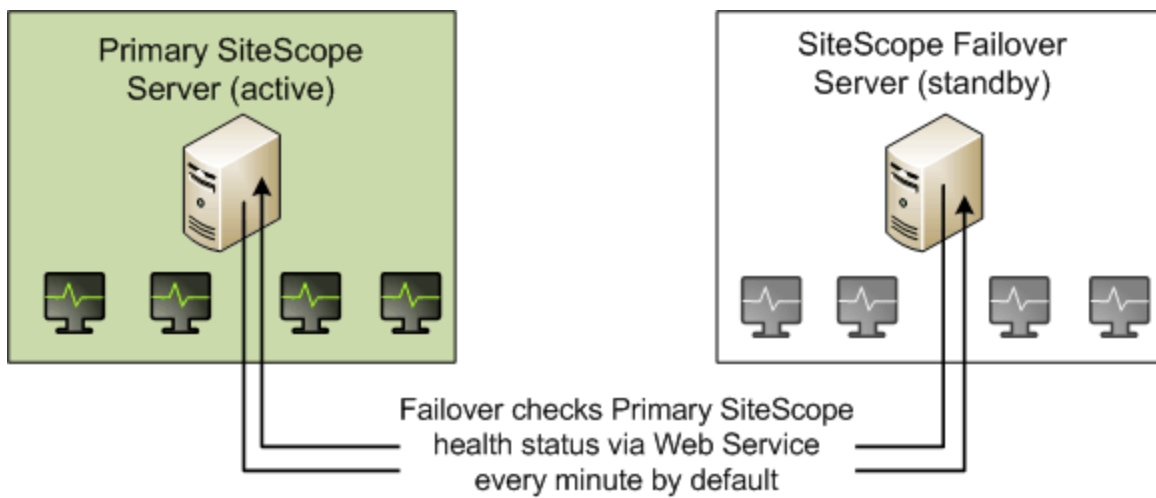 Primary SiteScope
Server (active)
SiteScope Failover
Server (standby)
Failover checks Primary SiteScope
health status via Web Service
every minute by default